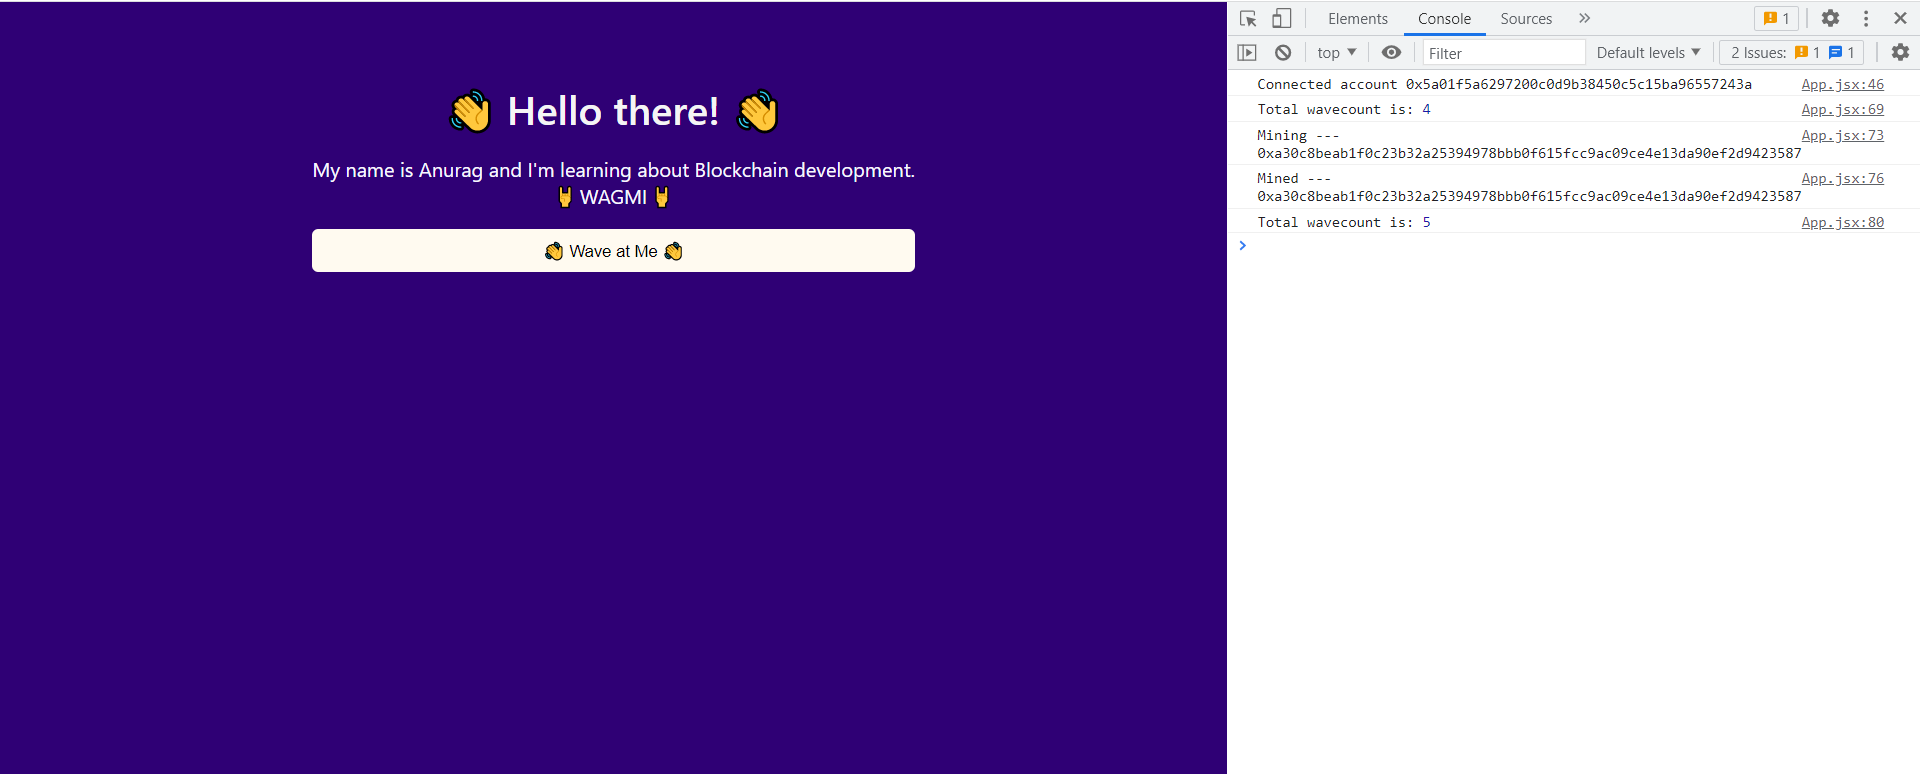 👋 Hello there! 👋
My name is Anurag and I'm learning about Blockchain development.
🤘 WAGMI 🤘
👋 Wave at Me 👋
Elements Console Sources » 1
top Filter Default levels 2 Issues: 1 1
Connected account 0x5a01f5a6297200c0d9b38450c5c15ba96557243a App.jsx:46
Total wavecount is: 4 App.jsx:69
Mining --- App.jsx:73
0xa30c8beab1f0c23b32a25394978bbb0f615fcc9ac09ce4e13da90ef2d9423587
Mined --- App.jsx:76
0xa30c8beab1f0c23b32a25394978bbb0f615fcc9ac09ce4e13da90ef2d9423587
Total wavecount is: 5 App.jsx:80